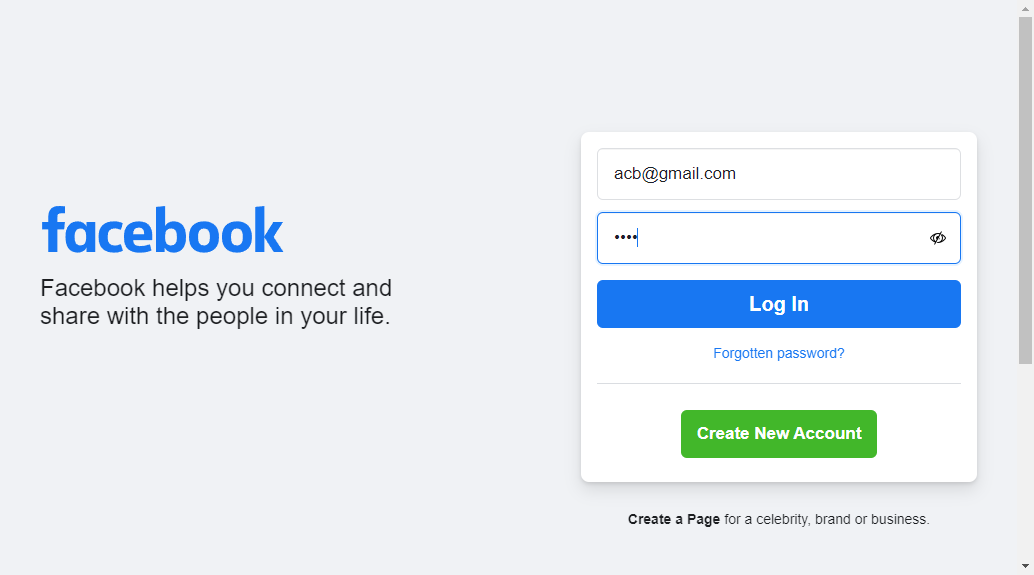 facebook
Facebook helps you connect and
share with the people in your life.
acb@gmail.com
••••
Log In
Forgotten password?
Create New Account
Create a Page for a celebrity, brand or business.